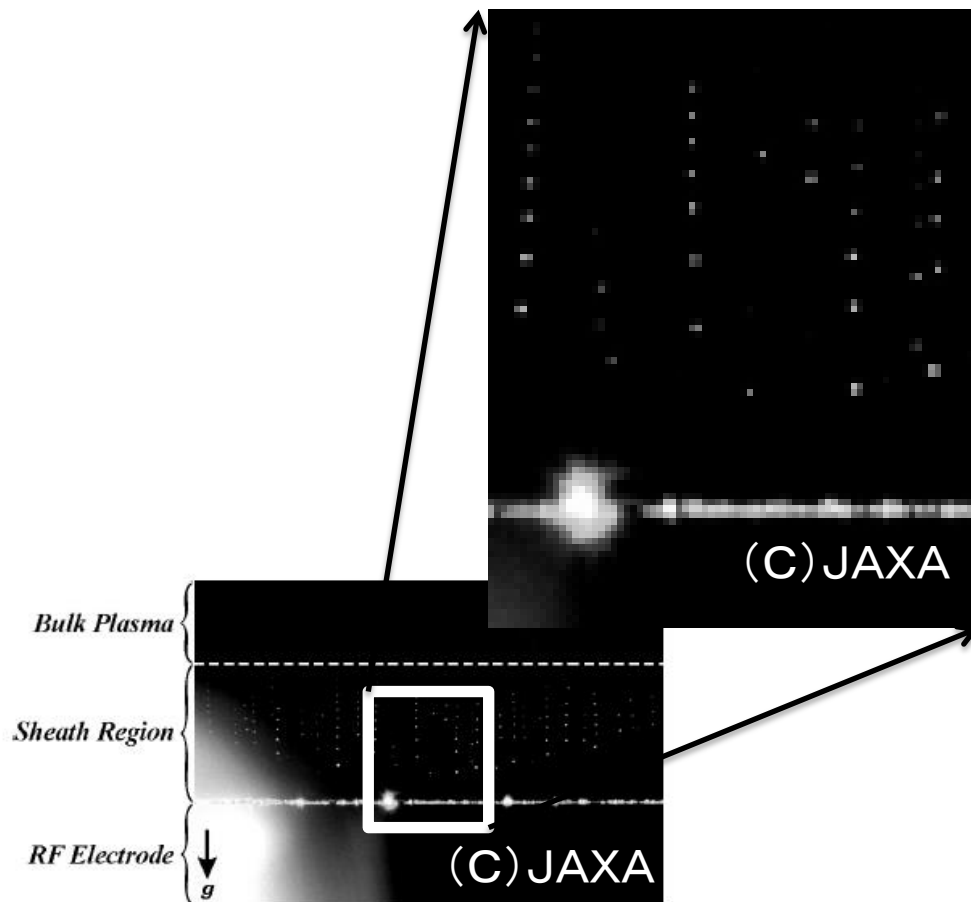 (C)JAXA
Bulk Plasma
Sheath Region
RF Electrode
g
(C)JAXA